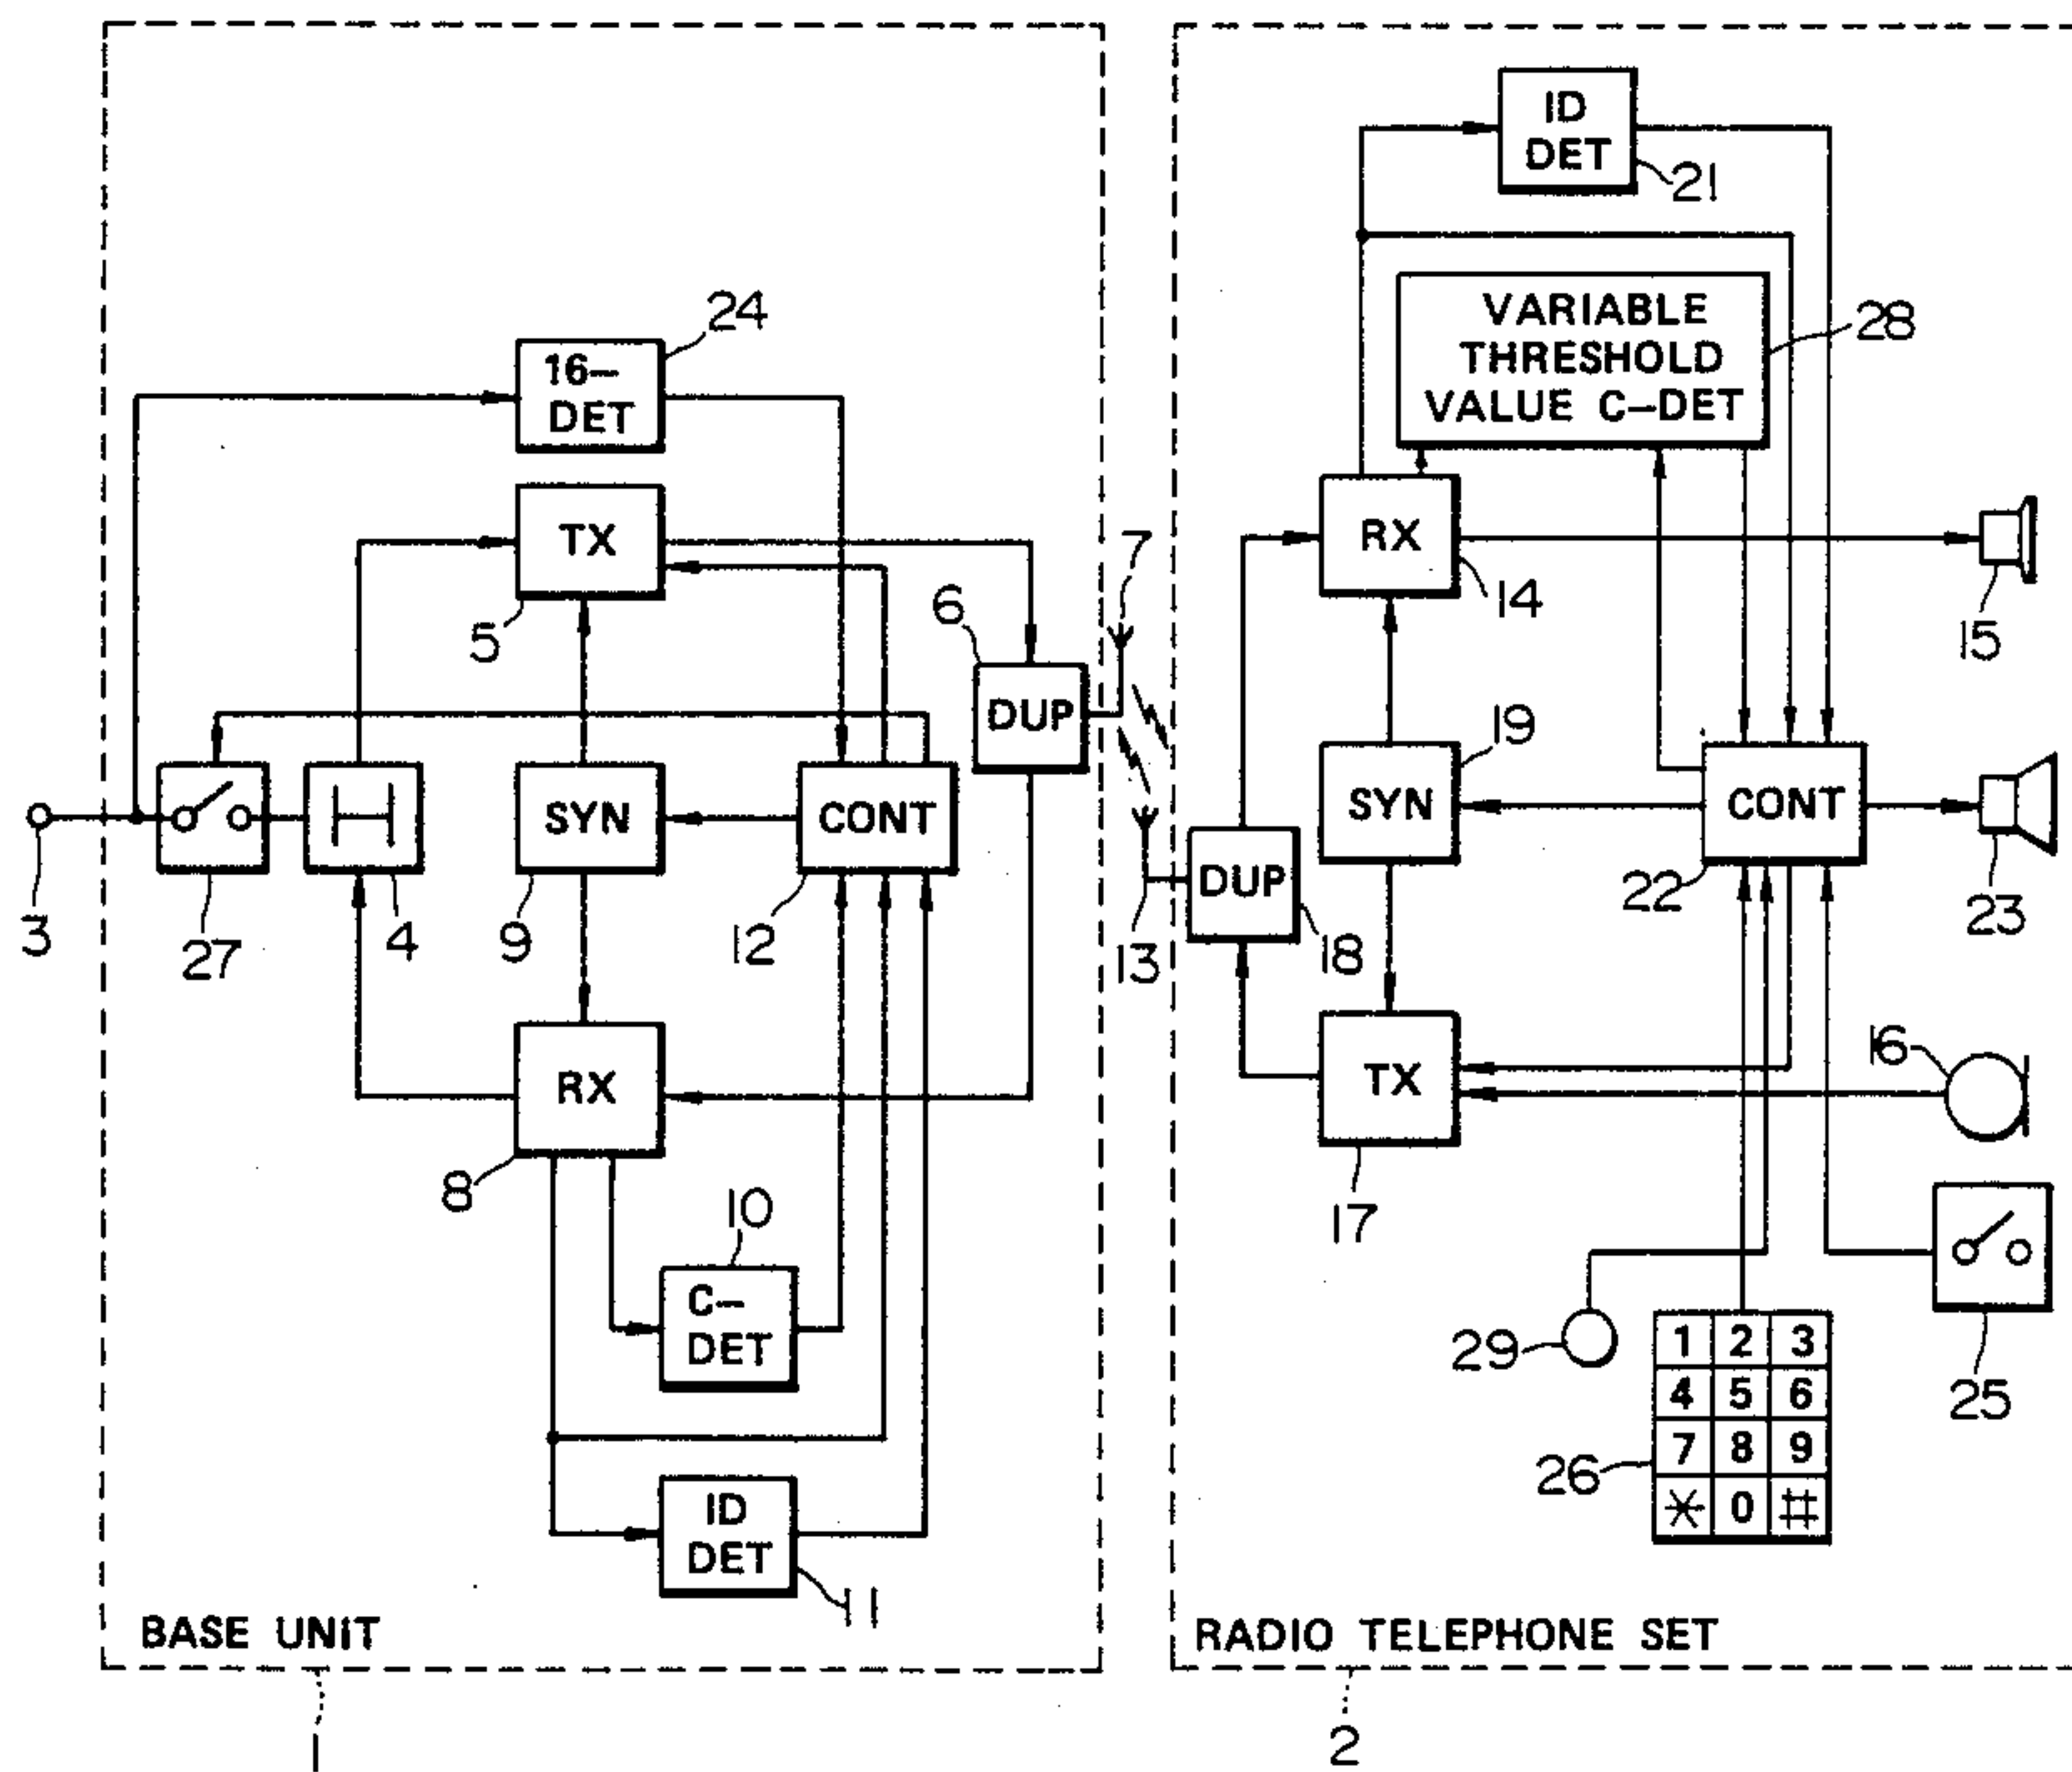 ID
DET
21
VARIABLE
THRESHOLD
VALUE C-DET
28
24
16-
DET
TX
5
RX
14
15
7
6
DUP
19
SYN
CONT
22
23
3
27
4
SYN
9
CONT
12
13
DUP
18
RX
8
TX
17
16
10
C-
DET
29
1 2 3
4 5 6
7 8 9
* 0 #
26
25
ID
DET
11
BASE UNIT
1
RADIO TELEPHONE SET
2